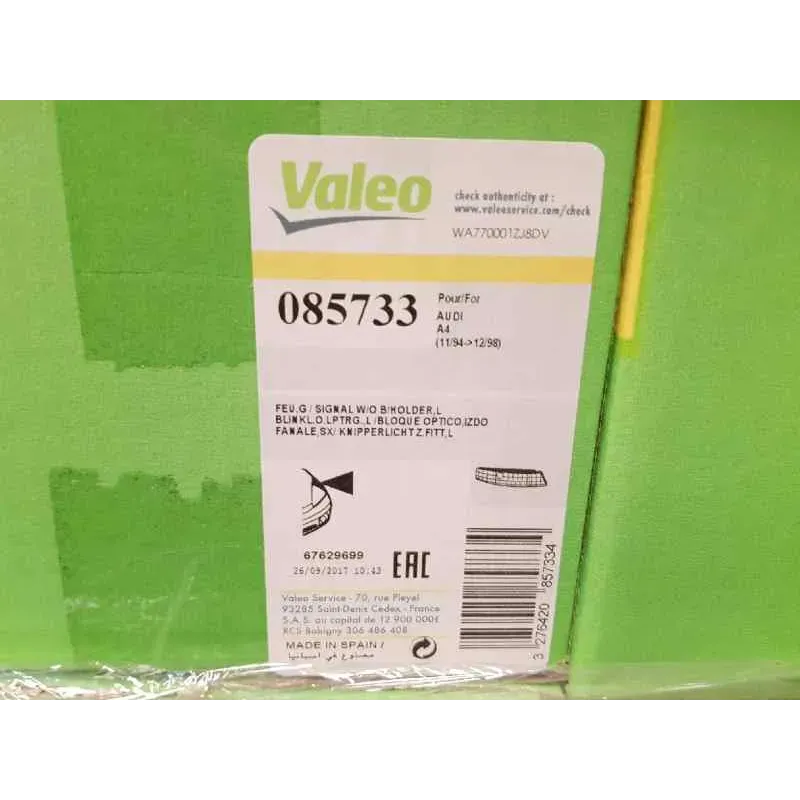 Valeo
check authenticity at :
www.valeoservice.com/check
WA770001ZJ8DV
085733
Pour/For
AUDI
A4
(11/94->12/98)
FEU,G / SIGNAL W/O B/HOLDER,L
BLINKL.O.LPTRG.,L /BLOQUE OPTICO,IZDO
FANALE,SX/ KNIPPERLICHT Z.FITT,L
67629699
26/09/2017 10:43
EAC
Valeo Service - 70, rue Pleyel
93285 Saint-Denis Cedex - France
S.A.S. au capital de 12 900 000€
RCS Bobigny 306 486 408
MADE IN SPAIN /
مصنوع في اسبانيا
3 276420 857334